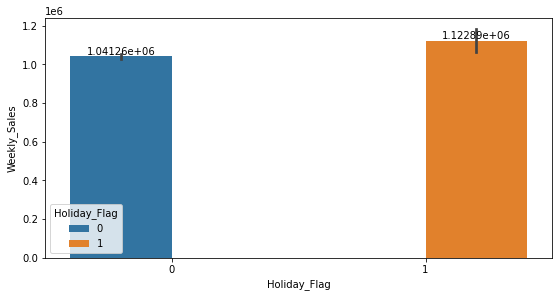 1e6
1.2
1.0
0.8
0.6
0.4
0.2
0.0
Weekly_Sales
1.04126e+06
1.12289e+06
Holiday_Flag
0
1
0
1
Holiday_Flag